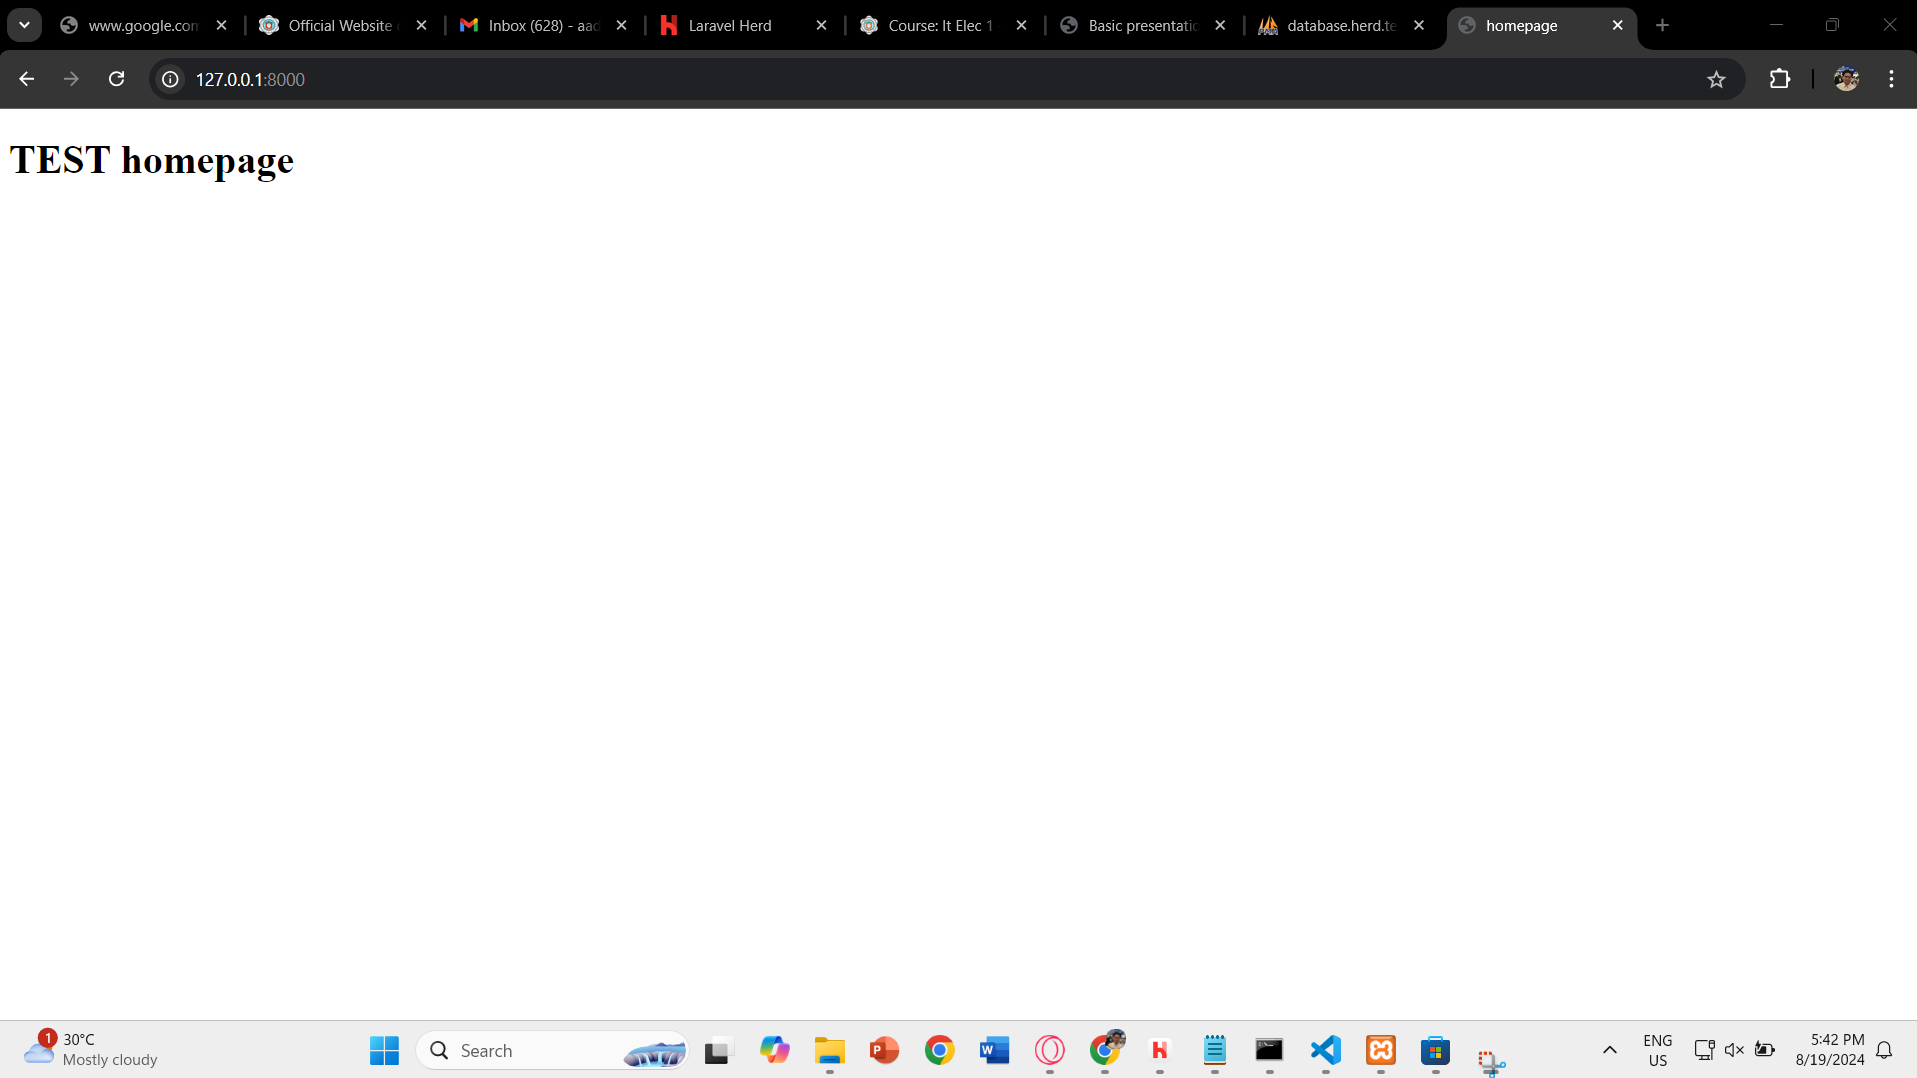 www.google.com
Official Website
Inbox (628) - aad
Laravel Herd
Course: It Elec 1
Basic presentatio
database.herd.te
homepage
127.0.0.1:8000
TEST homepage
1
30°C
Mostly cloudy
Search
ENG
US
5:42 PM
8/19/2024